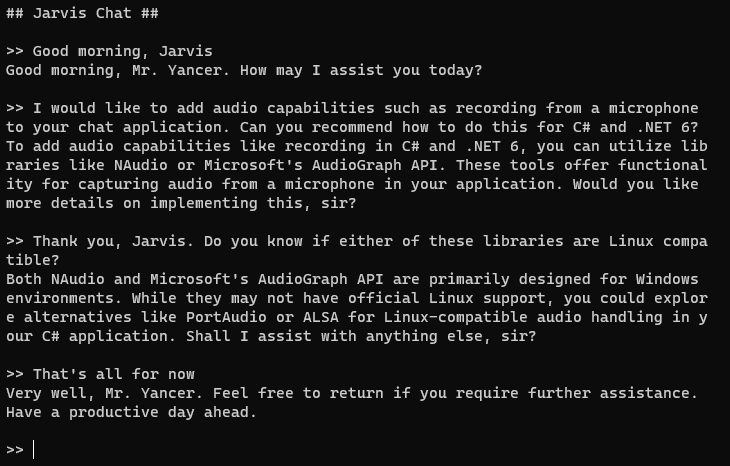 ## Jarvis Chat ##
>> Good morning, Jarvis
Good morning, Mr. Yancer. How may I assist you today?
>> I would like to add audio capabilities such as recording from a microphone
to your chat application. Can you recommend how to do this for C# and .NET 6?
To add audio capabilities like recording in C# and .NET 6, you can utilize lib
raries like NAudio or Microsoft's AudioGraph API. These tools offer functional
ity for capturing audio from a microphone in your application. Would you like
more details on implementing this, sir?
>> Thank you, Jarvis. Do you know if either of these libraries are Linux compa
tible?
Both NAudio and Microsoft's AudioGraph API are primarily designed for Windows
environments. While they may not have official Linux support, you could explor
e alternatives like PortAudio or ALSA for Linux-compatible audio handling in y
our C# application. Shall I assist with anything else, sir?
>> That's all for now
Very well, Mr. Yancer. Feel free to return if you require further assistance.
Have a productive day ahead.
>>